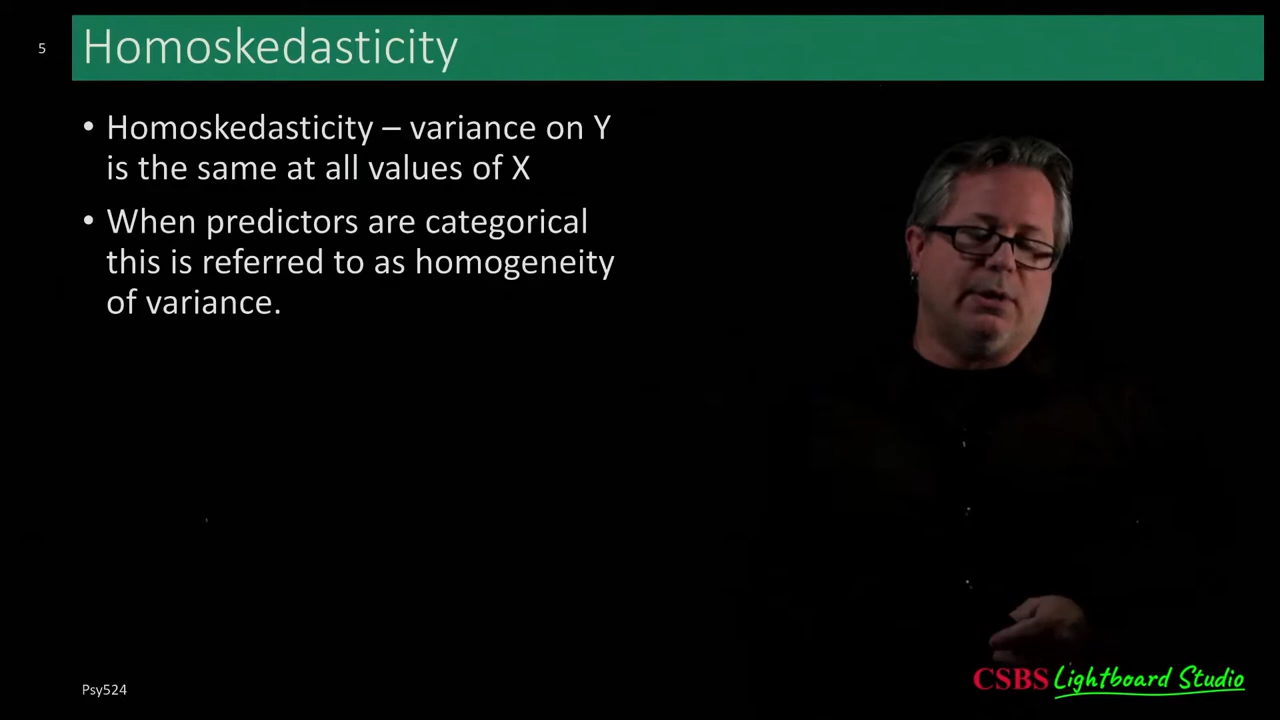 5
Homoskedasticity
• Homoskedasticity – variance on Y
is the same at all values of X
• When predictors are categorical
this is referred to as homogeneity
of variance.
Psy524
CSBS Lightboard Studio